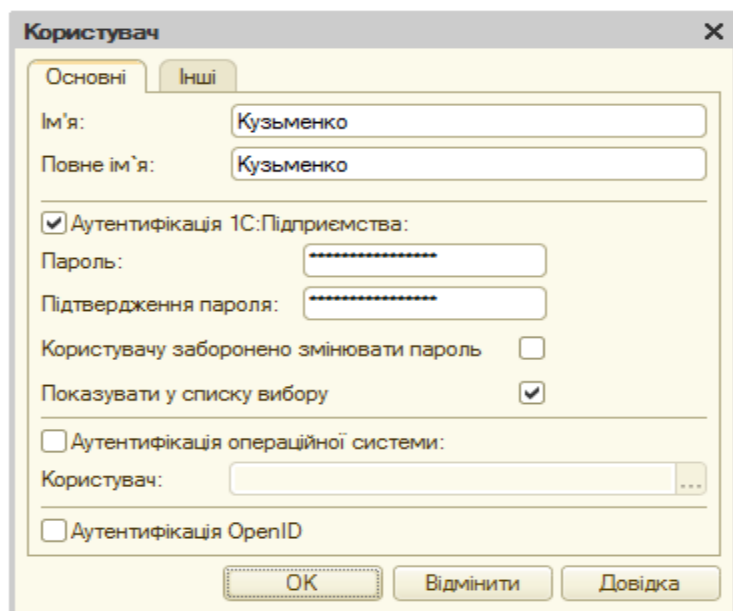 Користувач
Основні Інші
Ім'я: Кузьменко
Повне ім`я: Кузьменко
Аутентифікація 1С:Підприємства:
Пароль: ****************
Підтвердження пароля: ****************
Користувачу заборонено змінювати пароль
Показувати у списку вибору
Аутентифікація операційної системи:
Користувач: ...
Аутентифікація OpenID
OK Відмінити Довідка